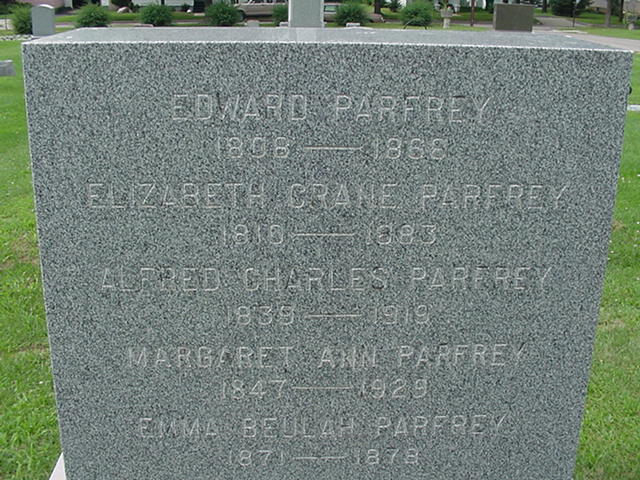 EDWARD PARFREY
1808 — 1868
ELIZABETH CRANE PARFREY
1810 — 1883
ALFRED CHARLES PARFREY
1839 — 1919
MARGARET ANN PARFREY
1847 — 1929
EMMA BEULAH PARFREY
1871 — 1879